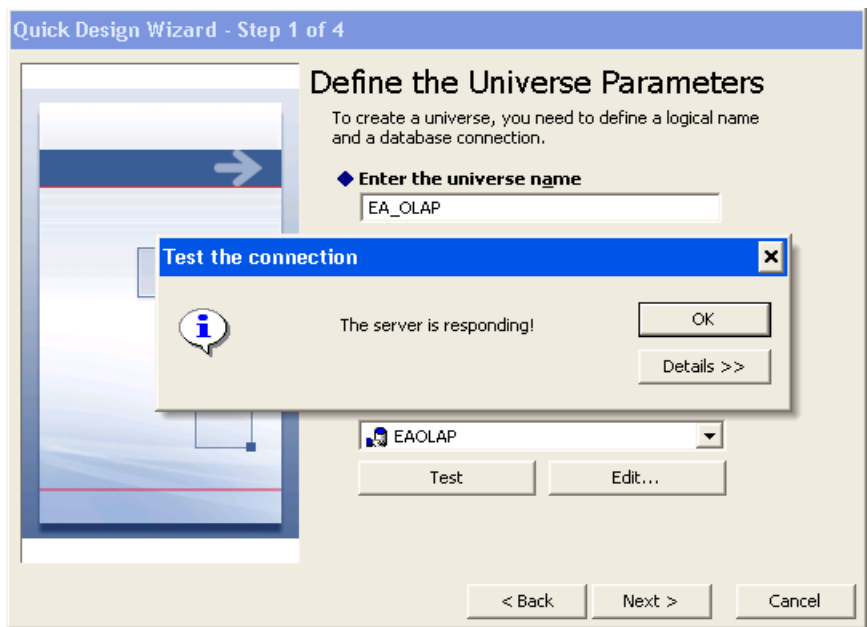 Quick Design Wizard - Step 1 of 4
Define the Universe Parameters
To create a universe, you need to define a logical name
and a database connection.
Enter the universe name
EA_OLAP
Test the connection
The server is responding!
OK
Details >>
EAOLAP
Test
Edit...
< Back
Next >
Cancel